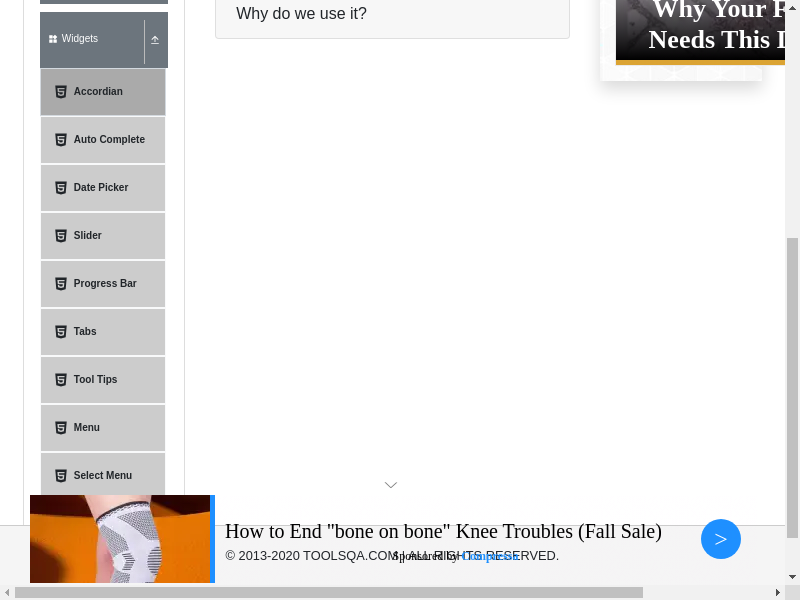 Why do we use it?
Why Your
Needs This
Widgets
Accordian
Auto Complete
Date Picker
Slider
Progress Bar
Tabs
Tool Tips
Menu
Select Menu
How to End "bone on bone" Knee Troubles (Fall Sale)
© 2013-2020 TOOLSQA.COM | ALL RIGHTS RESERVED.
Sponsored by
>